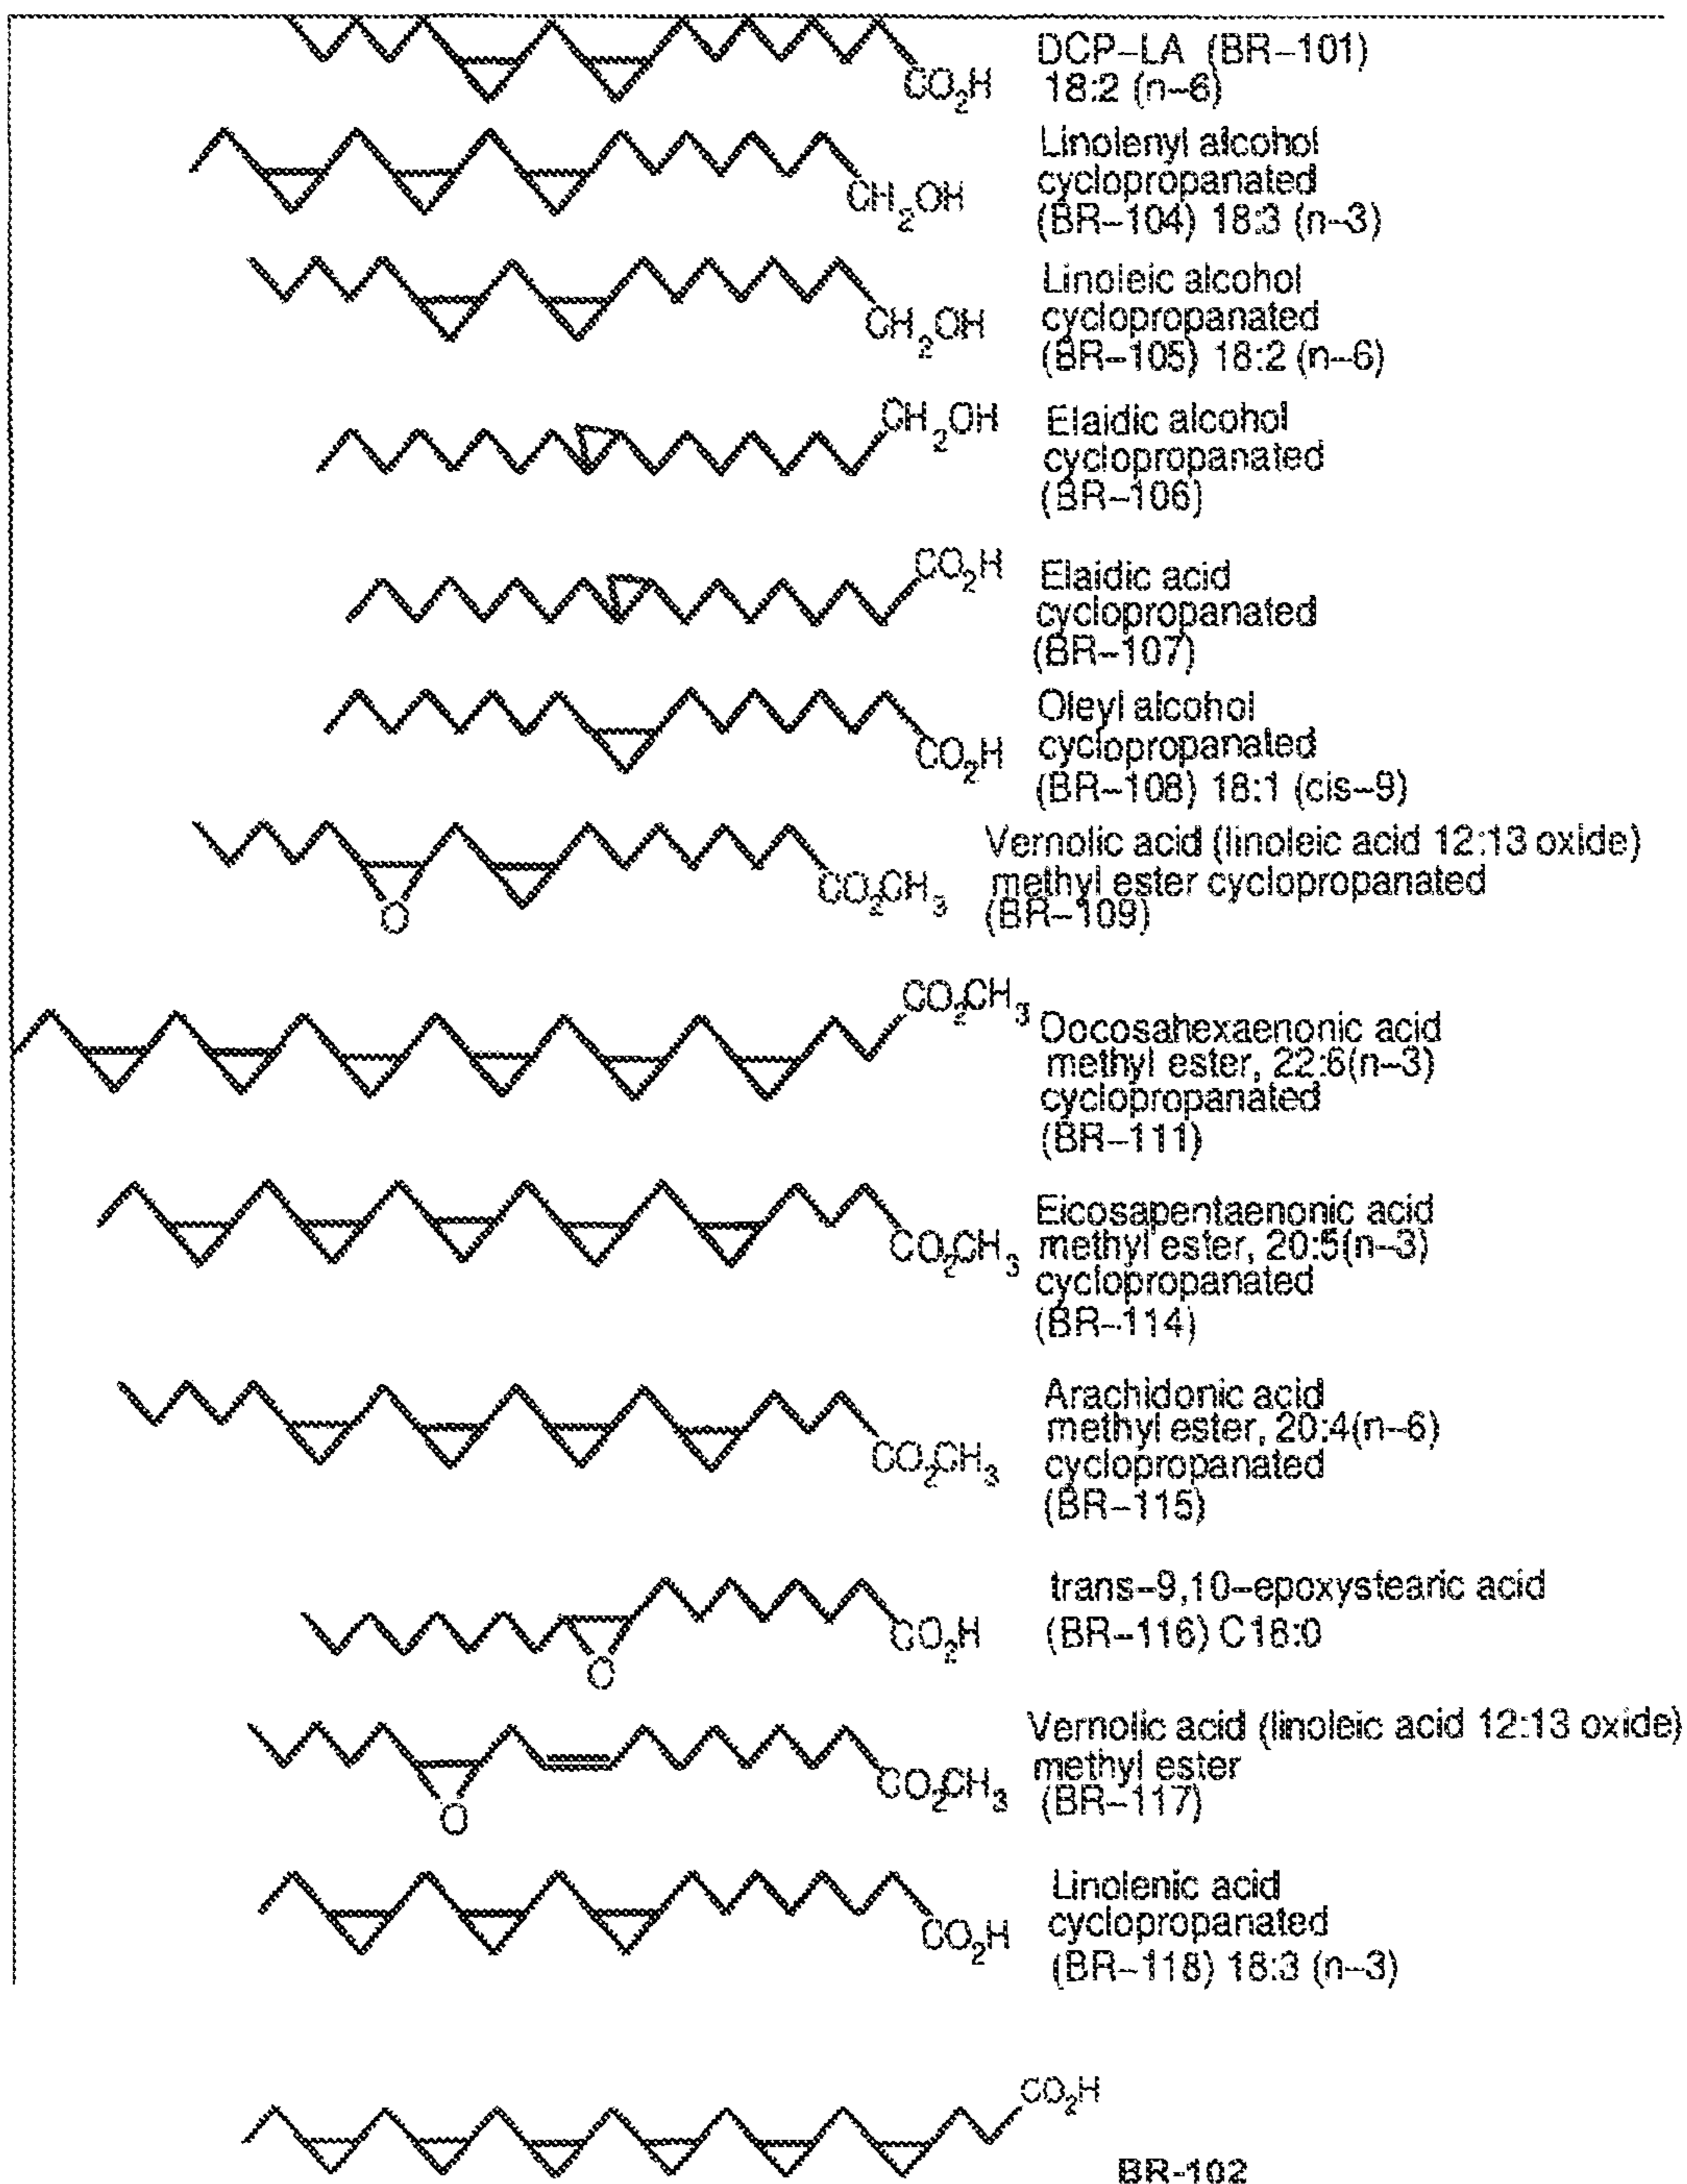 DCP-LA (BR-101)
CO2H
18:2 (n-6)
Linolenyl alcohol
cyclopropanated
CH2OH
(BR-104) 18:3 (n-3)
Linoleic alcohol
cyclopropanated
CH2OH
(BR-105) 18:2 (n-6)
CH2OH
Elaidic alcohol
cyclopropanated
(BR-106)
CO2H
Elaidic acid
cyclopropanated
(BR-107)
Oleyl alcohol
cyclopropanated
CO2H
(BR-108) 18:1 (cis-9)
Vernolic acid (linoleic acid 12:13 oxide)
methyl ester cyclopropanated
CO2CH3
(BR-109)
O
CO2CH3
Docosahexaenonic acid
methyl ester, 22:6(n-3)
cyclopropanated
(BR-111)
Eicosapentaenonic acid
methyl ester, 20:5(n-3)
CO2CH3
cyclopropanated
(BR-114)
Arachidonic acid
methyl ester, 20:4(n-6)
CO2CH3
cyclopropanated
(BR-115)
trans-9,10-epoxystearic acid
CO2H
(BR-116) C18:0
O
Vernolic acid (linoleic acid 12:13 oxide)
methyl ester
CO2CH3
(BR-117)
O
Linolenic acid
cyclopropanated
CO2H
(BR-118) 18:3 (n-3)
CO2H
BR-102